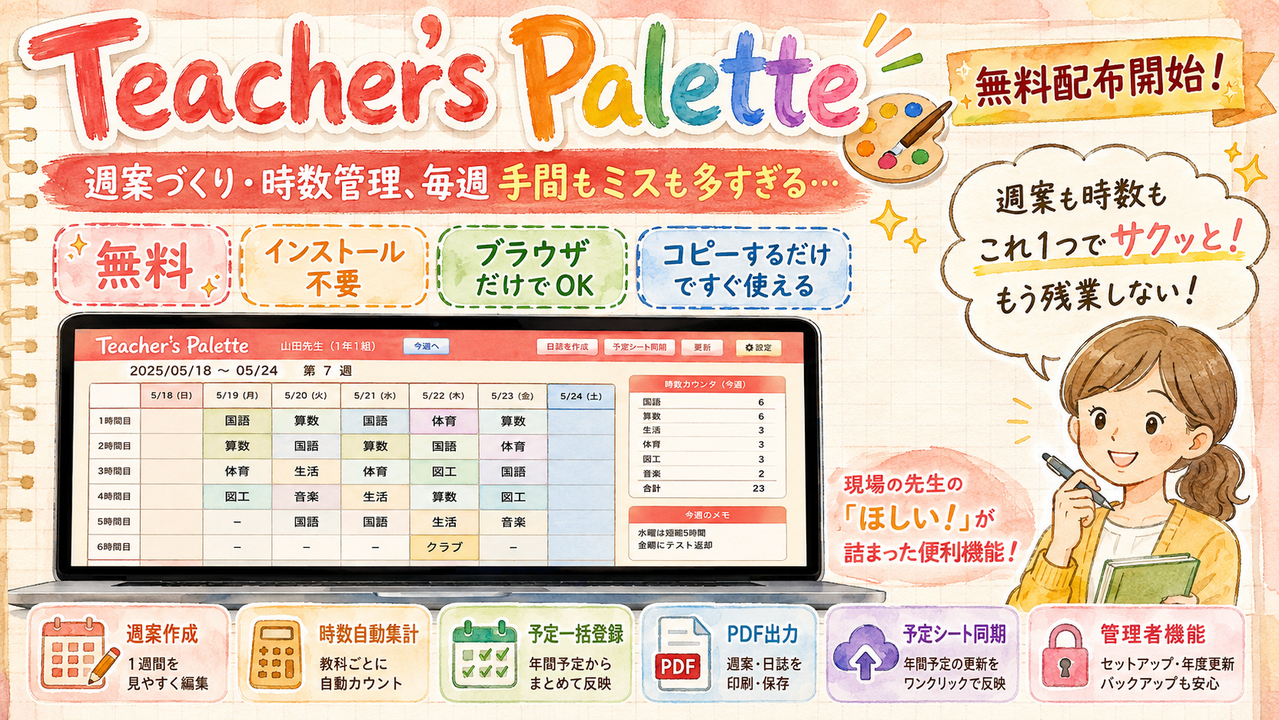 Teacher's Palette
無料配布開始！
週案づくり・時数管理、毎週 手間もミスも多すぎる…
無料
インストール
不要
ブラウザ
だけでOK
コピーするだけ
ですぐ使える
週案も時数も
これ1つでサクッと！
もう残業しない！
Teacher's Palette 山田先生（1年1組） 今週へ 日誌を作成 予定シート同期 更新 設定
2025/05/18 ～ 05/24 第 7 週
5/18（日） 5/19（月） 5/20（火） 5/21（水） 5/22（木） 5/23（金） 5/24（土）
1時間目 国語 算数 国語 体育 算数
2時間目 算数 国語 算数 国語 体育
3時間目 体育 生活 体育 図工 国語
4時間目 図工 音楽 生活 算数 図工
5時間目 – 国語 国語 生活 音楽
6時間目 – – – クラブ –
時数カウンタ（今週）
国語 6
算数 6
生活 3
体育 3
図工 3
音楽 2
合計 23
今週のメモ
水曜は 5時間
金曜にテスト返却
現場の先生の
「ほしい！」が
詰まった便利機能！
週案作成
1週間を
見やすく編集
時数自動集計
教科ごとに
自動カウント
予定一括登録
年間予定から
まとめて反映
PDF
PDF出力
週案・日誌を
印刷・保存
予定シート同期
年間予定の更新を
ワンクリックで反映
管理者機能
セットアップ・年度更新
バックアップも安心